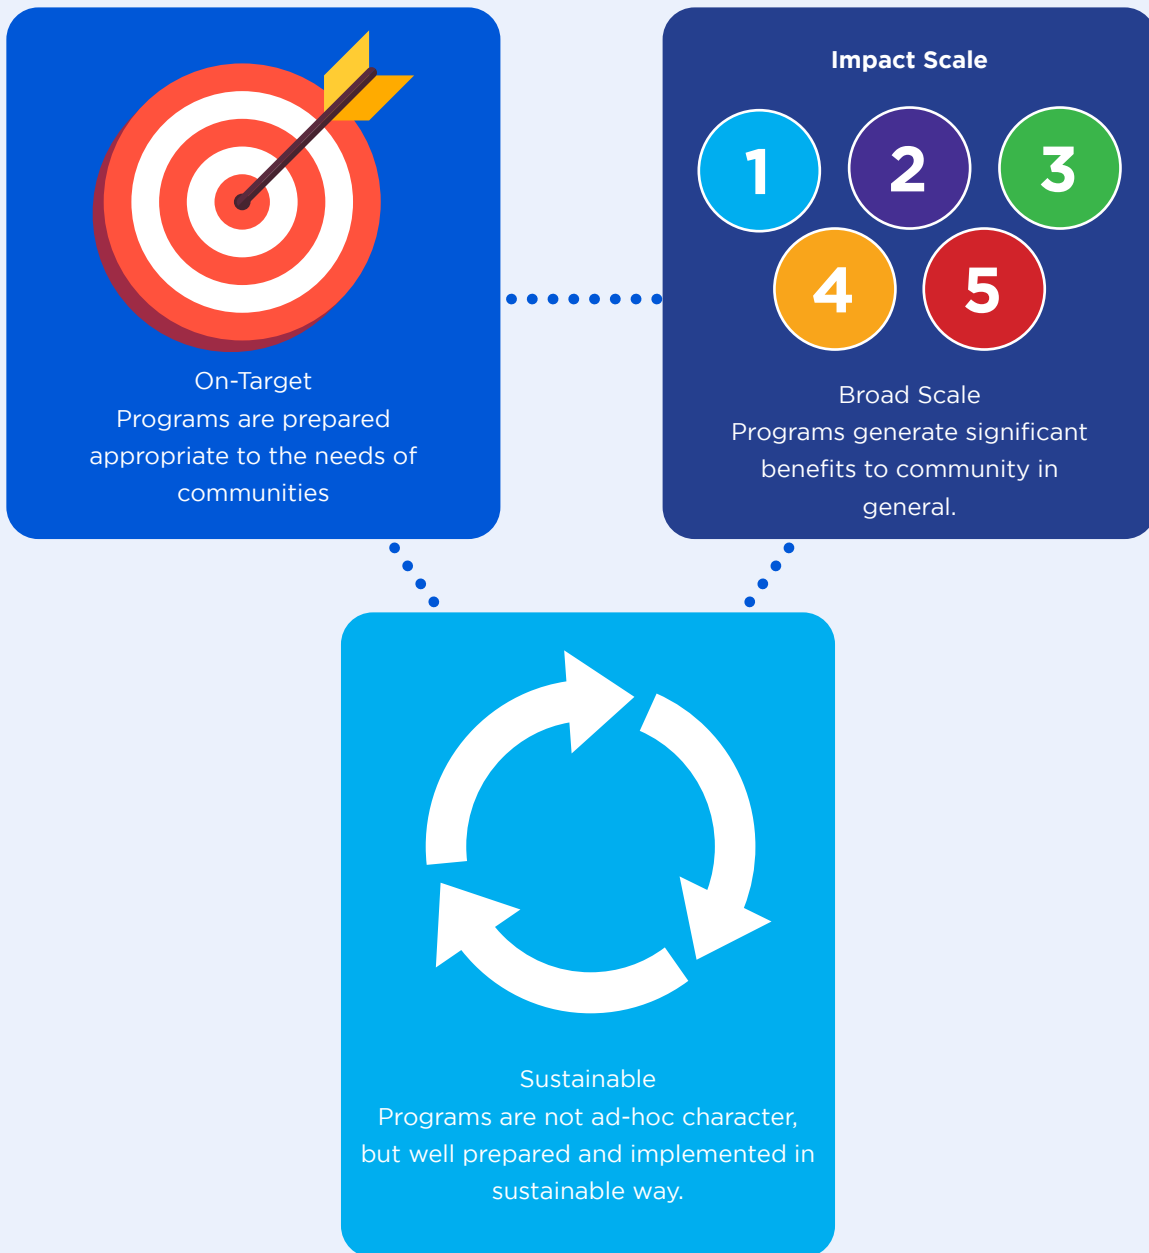 On-Target
Programs are prepared
appropriate to the needs of
communities
Impact Scale
1 2 3
4 5
Broad Scale
Programs generate significant
benefits to community in
general.
Sustainable
Programs are not ad-hoc character,
but well prepared and implemented in
sustainable way.